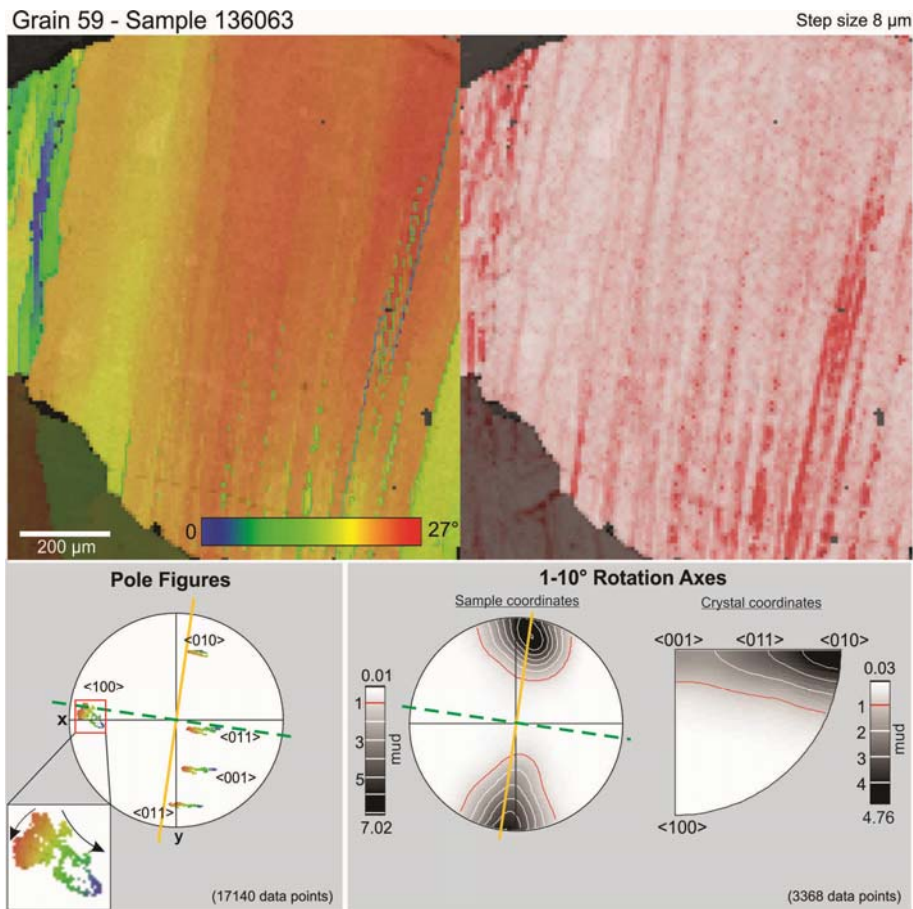 Grain 59 - Sample 136063
Step size 8 µm
0
27°
200 µm
Pole Figures
<010>
<100>
x
<011>
<001>
<011>
y
(17140 data points)
1-10° Rotation Axes
Sample coordinates
Crystal coordinates
0.01
1
3
5
7.02
mud
<001>
<011>
<010>
<100>
0.03
1
3
4
4.76
mud
(3368 data points)